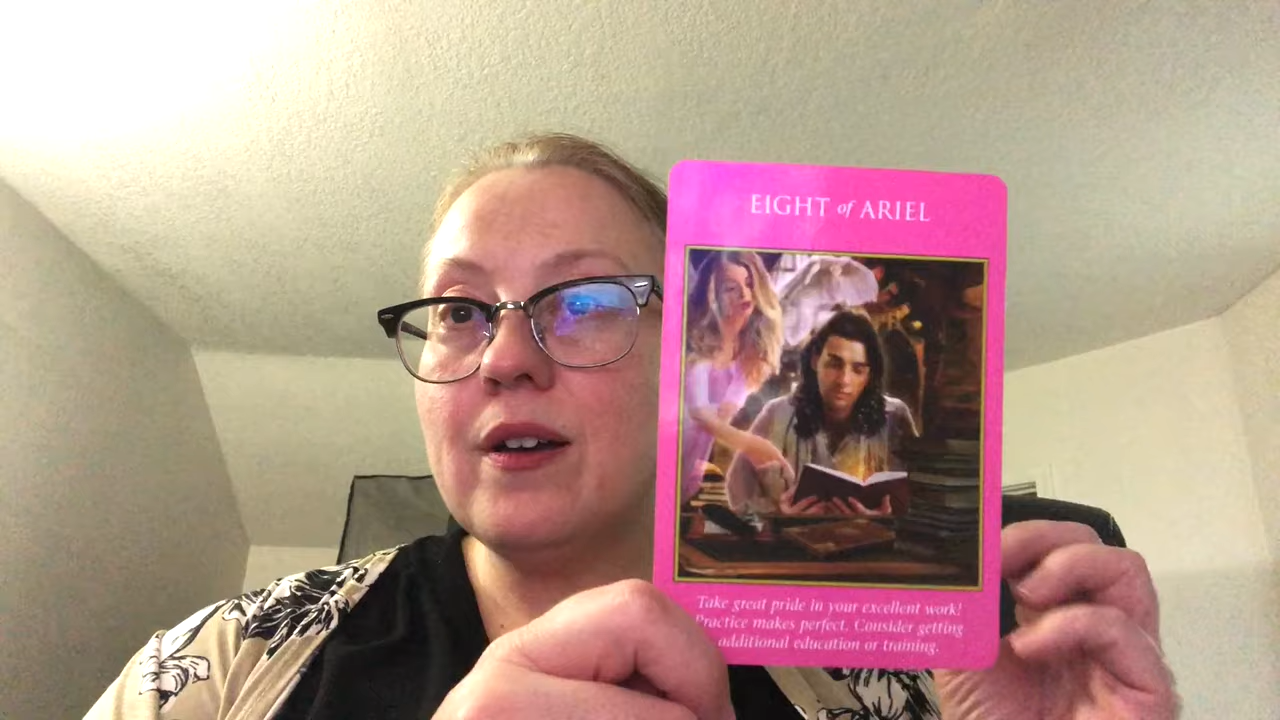 EIGHT of ARIEL
Take great pride in your excellent work!
Practice makes perfect. Consider getting
additional education or training.